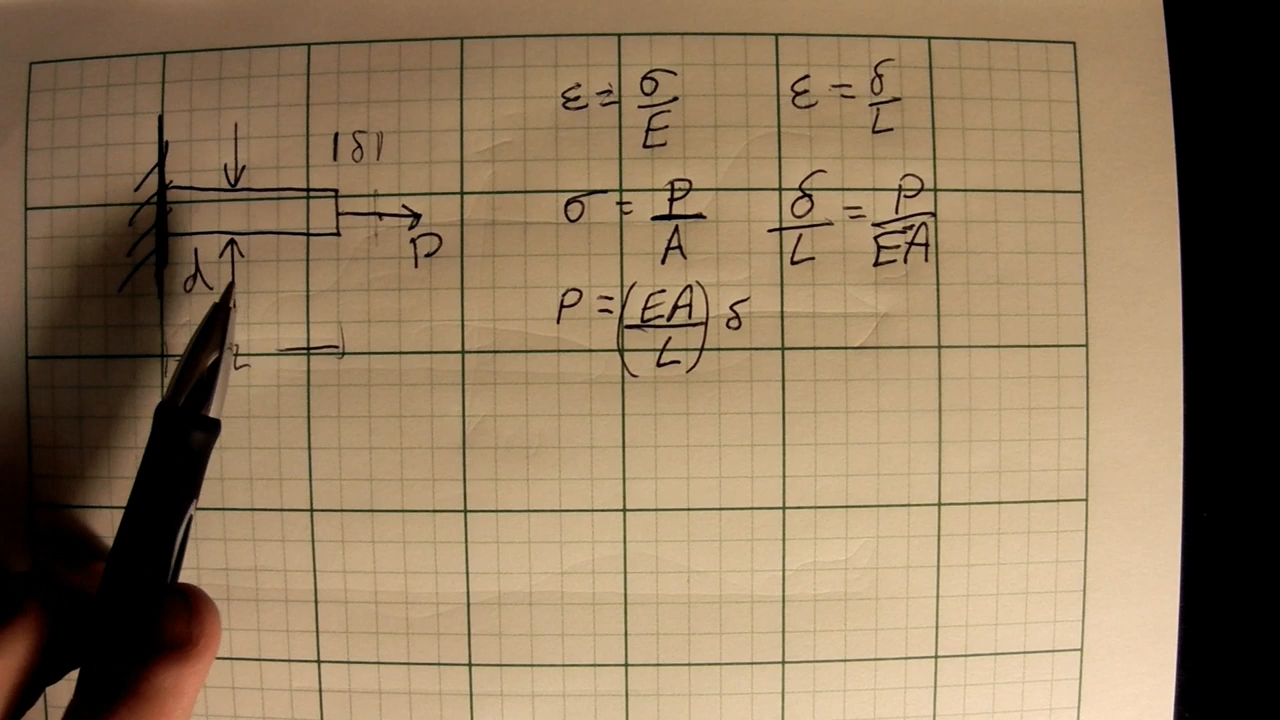 ε = σ/E
ε = δ/L
|δ|
σ = P/A
δ/L = P/EA
P
d
P = (EA/L) δ
L